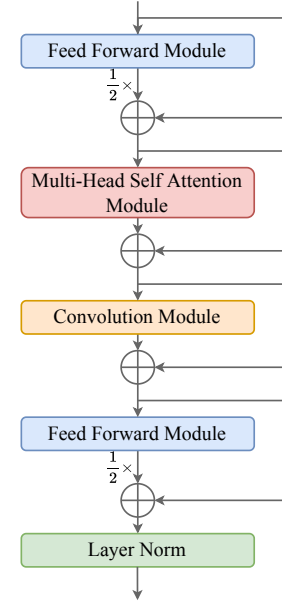 Feed Forward Module
1/2 ×
Multi-Head Self Attention
Module
Convolution Module
Feed Forward Module
1/2 ×
Layer Norm